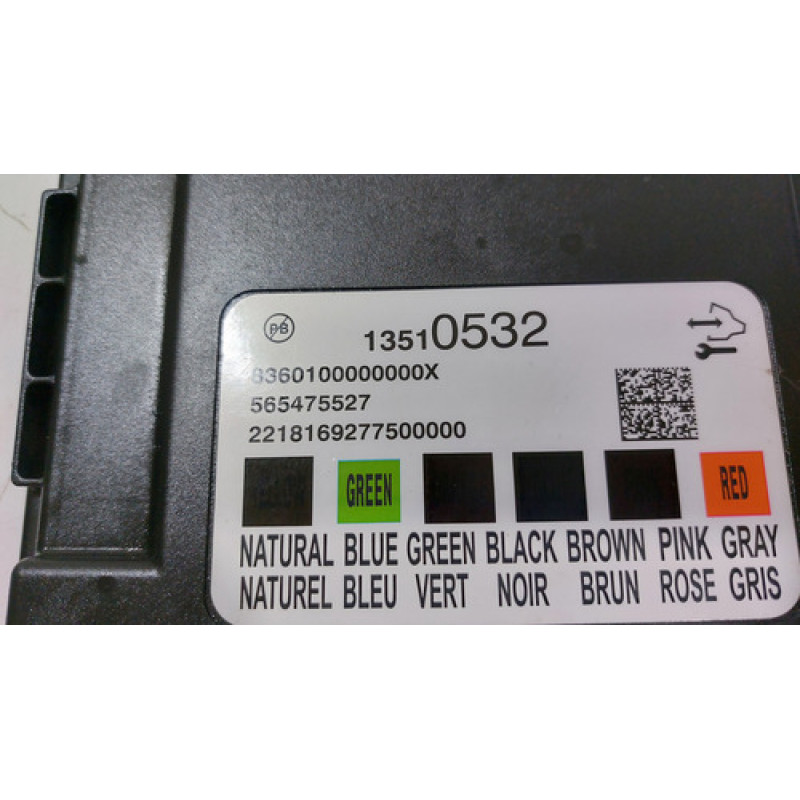 PB
13510532
8360100000000X
565475527
2218169277500000
GREEN RED
NATURAL BLUE GREEN BLACK BROWN PINK GRAY
NATUREL BLEU VERT NOIR BRUN ROSE GRIS